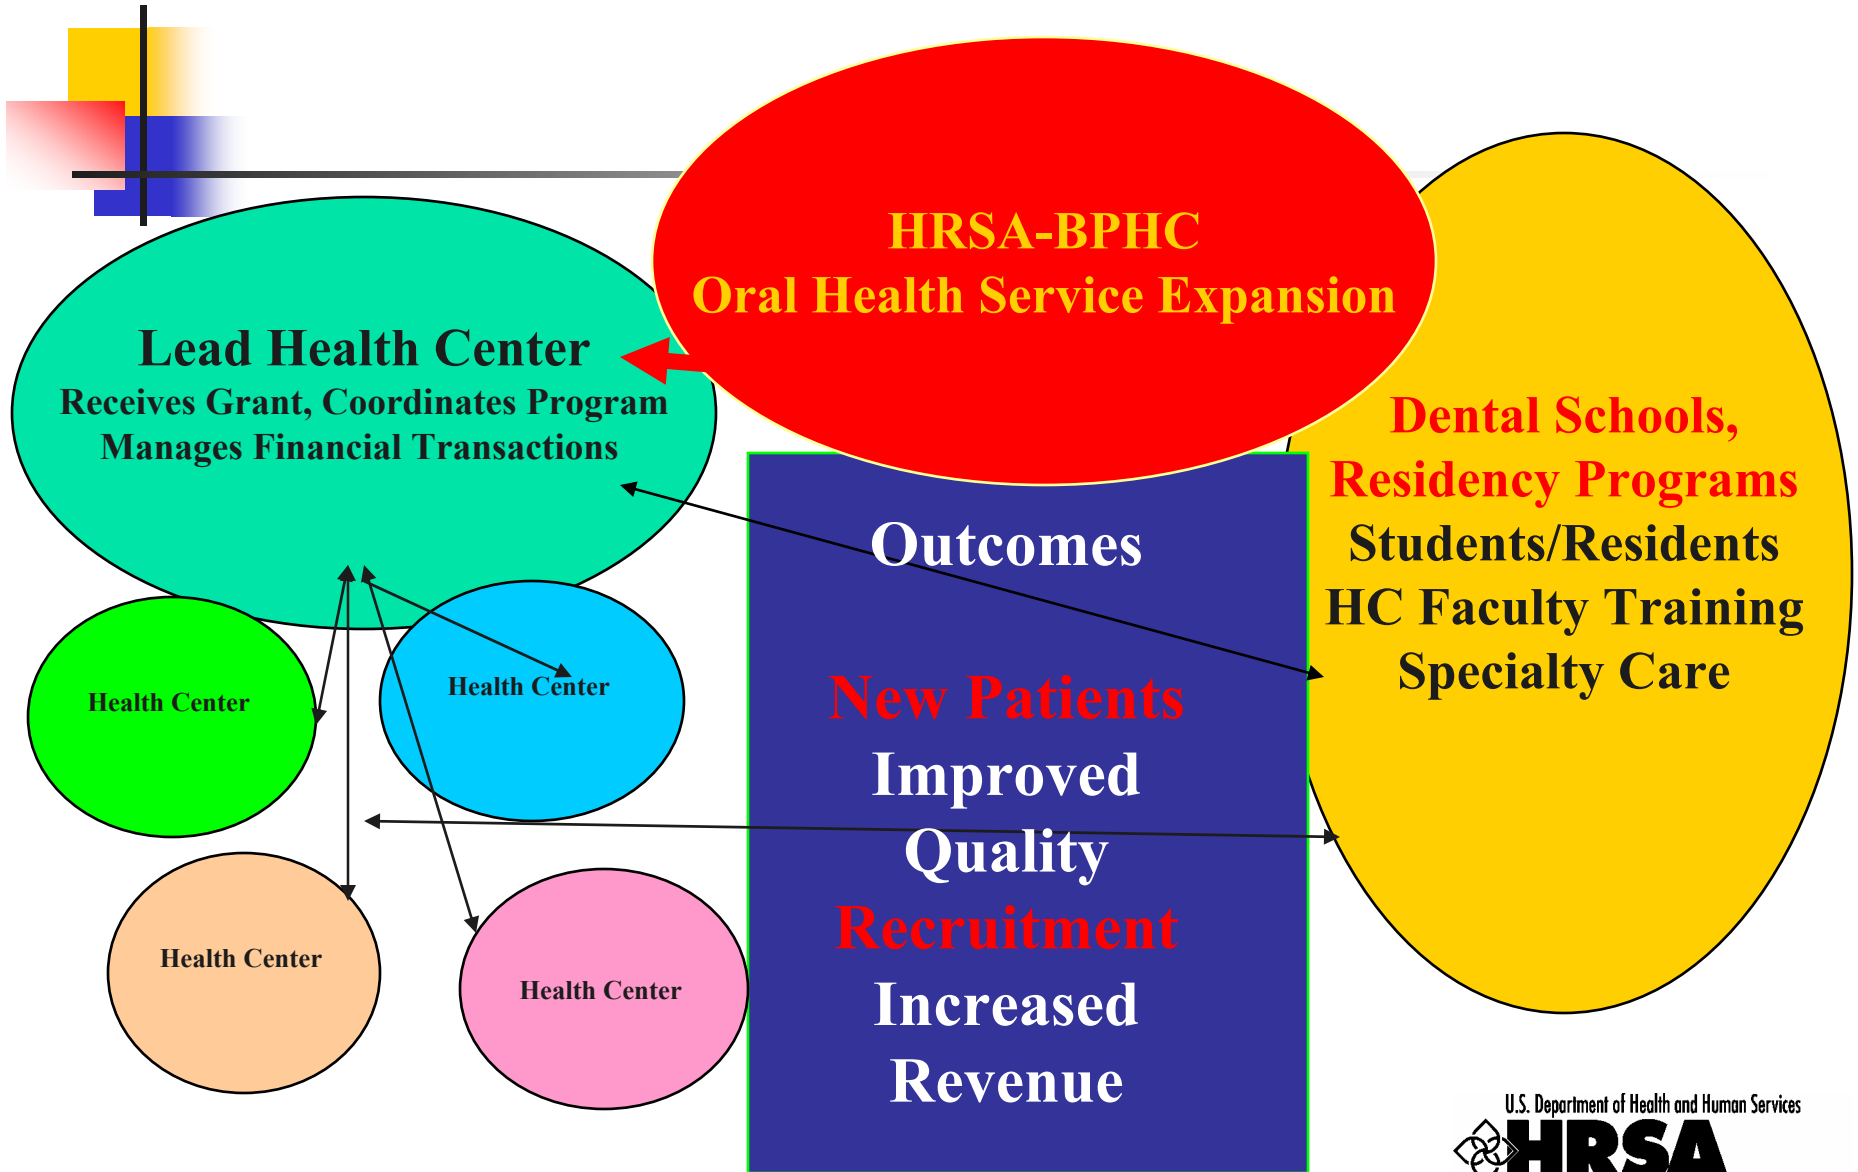 HRSA-BPHC
Oral Health Service Expansion
Lead Health Center
Receives Grant, Coordinates Program
Manages Financial Transactions
Dental Schools,
Residency Programs
Students/Residents
HC Faculty Training
Specialty Care
Outcomes
New Patients
Improved
Quality
Recruitment
Increased
Revenue
Health Center
Health Center
Health Center
Health Center
U.S. Department of Health and Human Services
HRSA